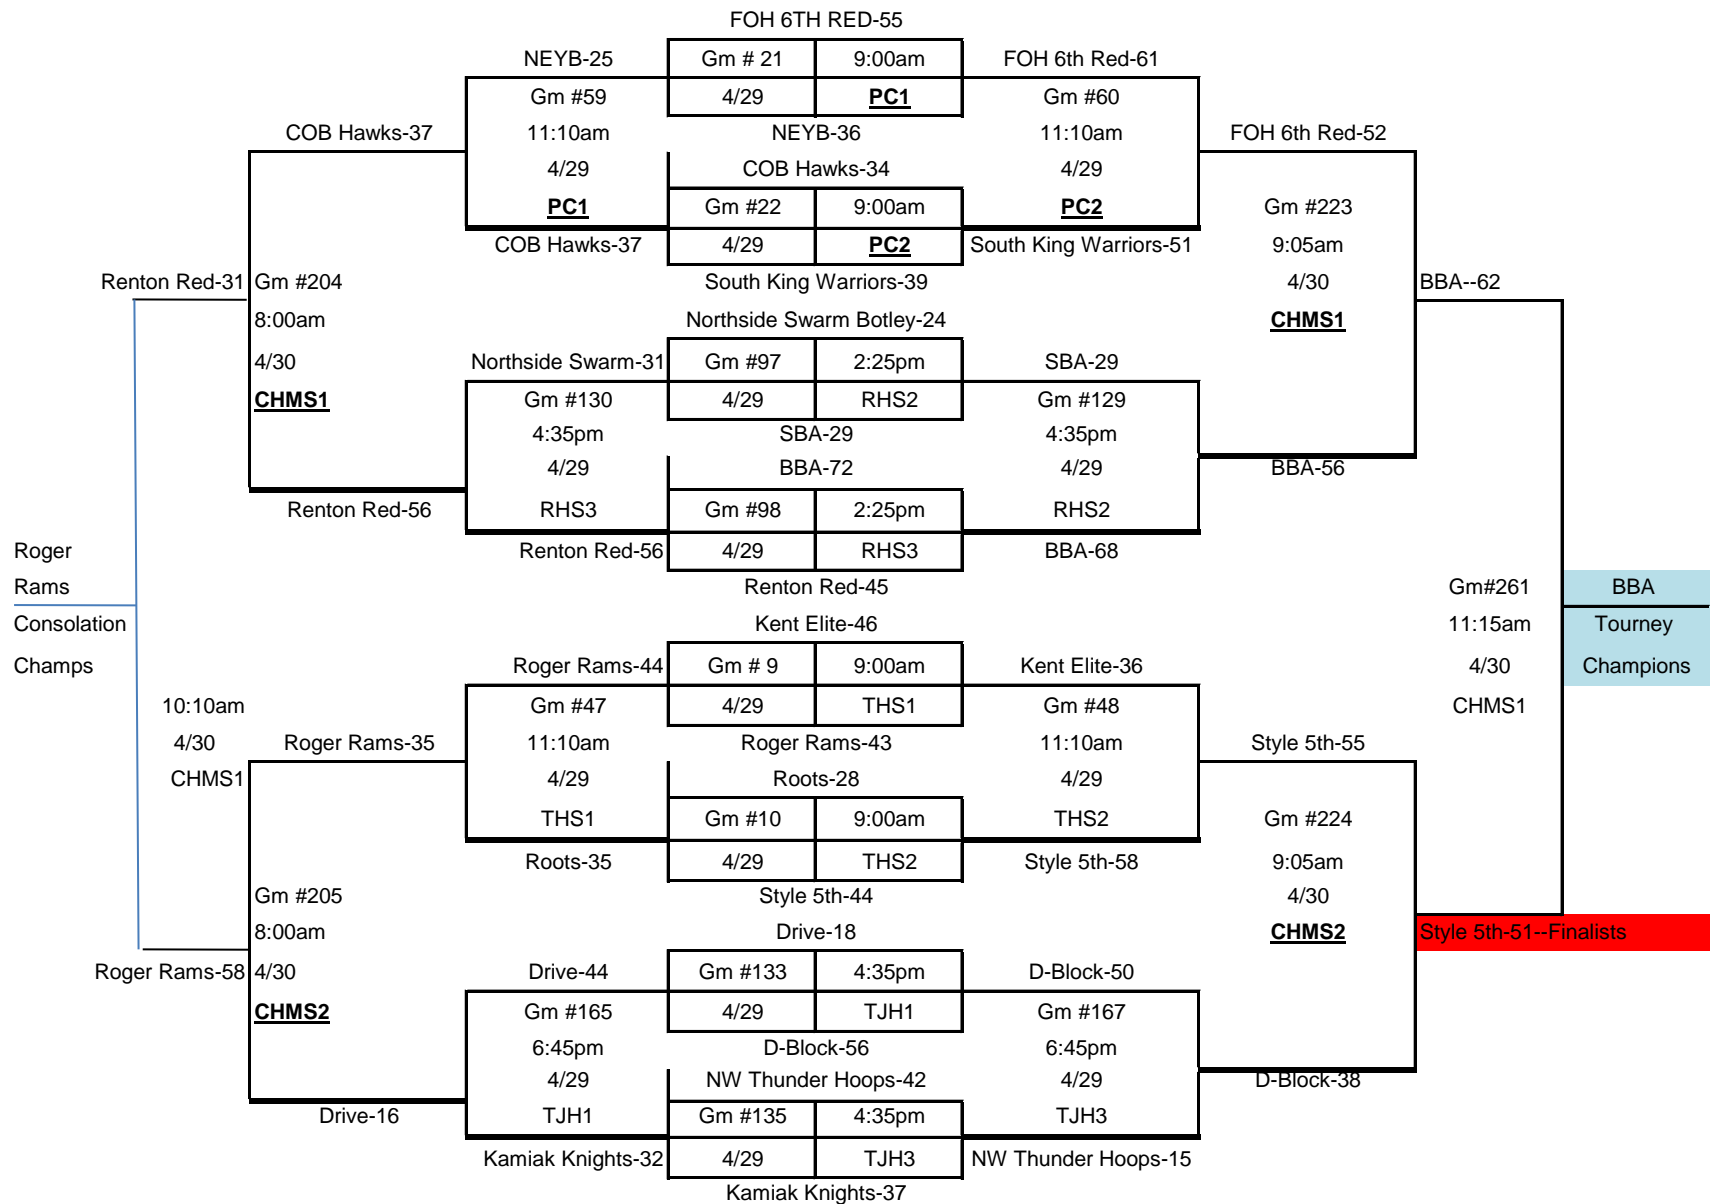 FOH 6TH RED-55
NEYB-25
Gm # 21
9:00am
FOH 6th Red-61
Gm #59
4/29
PC1
Gm #60
COB Hawks-37
11:10am
NEYB-36
11:10am
FOH 6th Red-52
4/29
COB Hawks-34
4/29
PC1
Gm #22
9:00am
PC2
Gm #223
COB Hawks-37
4/29
PC2
South King Warriors-51
9:05am
Renton Red-31
Gm #204
South King Warriors-39
4/30
BBA--62
8:00am
Northside Swarm Botley-24
CHMS1
4/30
Northside Swarm-31
Gm #97
2:25pm
SBA-29
CHMS1
Gm #130
4/29
RHS2
Gm #129
4:35pm
SBA-29
4:35pm
4/29
BBA-72
4/29
BBA-56
Renton Red-56
RHS3
Gm #98
2:25pm
RHS2
Roger
Renton Red-56
4/29
RHS3
BBA-68
Rams
Renton Red-45
Gm#261
BBA
Consolation
Kent Elite-46
11:15am
Tourney
Champs
Roger Rams-44
Gm # 9
9:00am
Kent Elite-36
4/30
Champions
10:10am
Gm #47
4/29
THS1
Gm #48
CHMS1
4/30
Roger Rams-35
11:10am
Roger Rams-43
11:10am
Style 5th-55
CHMS1
4/29
Roots-28
4/29
THS1
Gm #10
9:00am
THS2
Gm #224
Roots-35
4/29
THS2
Style 5th-58
9:05am
Gm #205
Style 5th-44
4/30
8:00am
Drive-18
CHMS2
Style 5th-51--Finalists
Roger Rams-58
4/30
Drive-44
Gm #133
4:35pm
D-Block-50
CHMS2
Gm #165
4/29
TJH1
Gm #167
6:45pm
D-Block-56
6:45pm
4/29
NW Thunder Hoops-42
4/29
D-Block-38
Drive-16
TJH1
Gm #135
4:35pm
TJH3
Kamiak Knights-32
4/29
TJH3
NW Thunder Hoops-15
Kamiak Knights-37